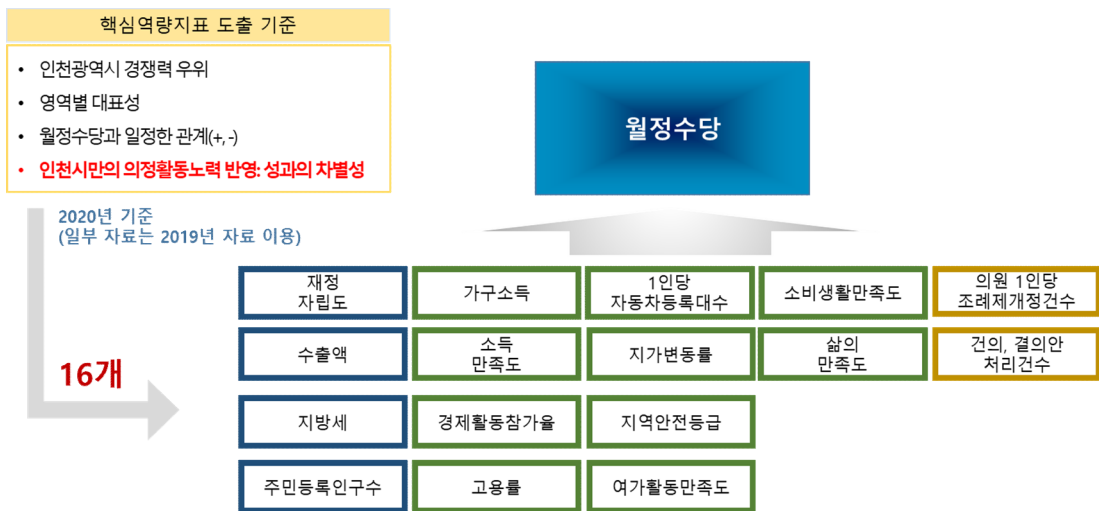 핵심역량지표 도출 기준
• 인천광역시 경쟁력 우위
• 영역별 대표성
• 월정수당과 일정한 관계(+, -)
• 인천시만의 의정활동노력 반영: 성과의 차별성
월정수당
2020년 기준
(일부 자료는 2019년 자료 이용)
16개
재정
자립도
가구소득
1인당
자동차등록대수
소비생활만족도
의원 1인당
조례제개정건수
수출액
소득
만족도
지가변동률
삶의
만족도
건의, 결의안
처리건수
지방세
경제활동참가율
지역안전등급
주민등록인구수
고용률
여가활동만족도